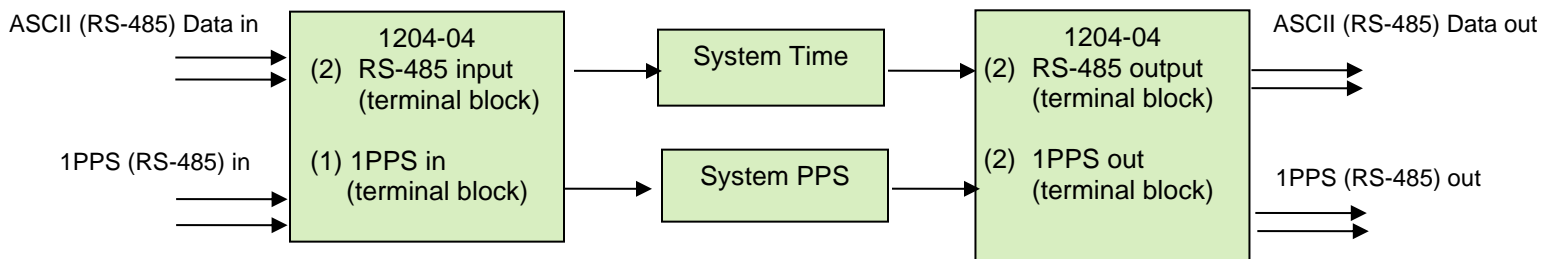 ASCII (RS-485) Data in
1PPS (RS-485) in
1204-04
(2) RS-485 input
(terminal block)
(1) 1PPS in
(terminal block)
System Time
System PPS
1204-04
(2) RS-485 output
(terminal block)
(2) 1PPS out
(terminal block)
ASCII (RS-485) Data out
1PPS (RS-485) out